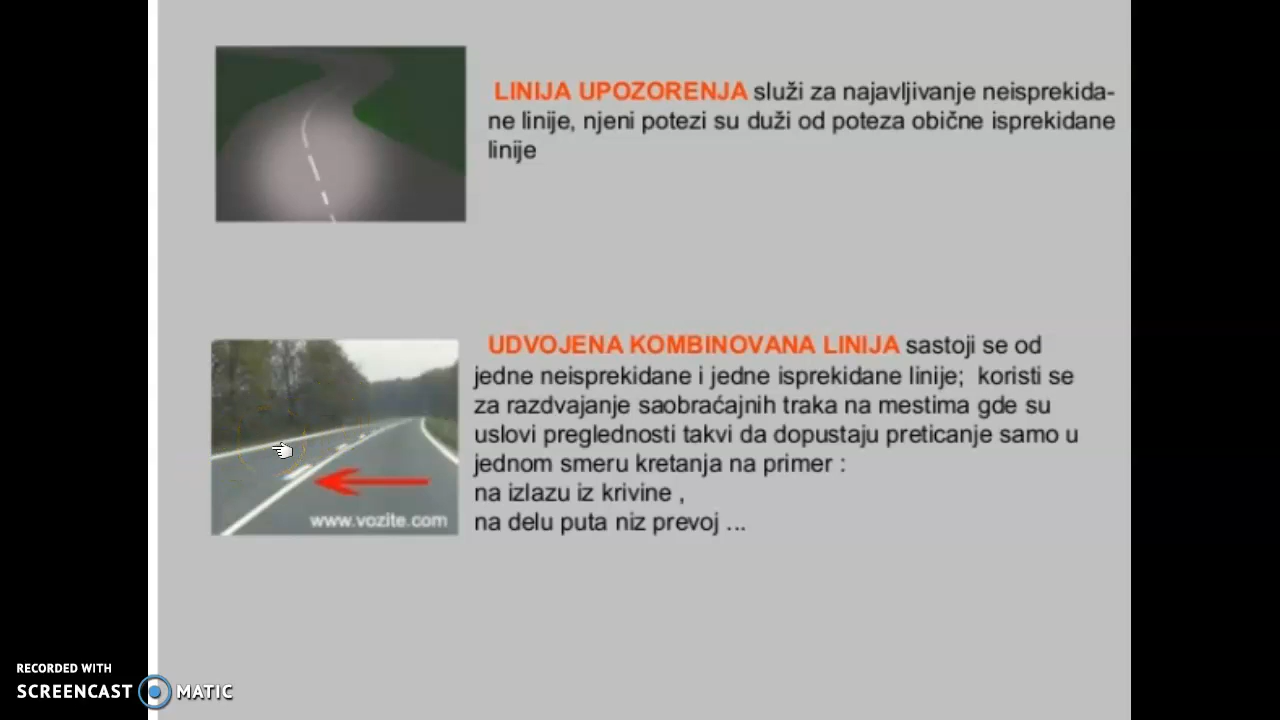 LINIJA UPOZORENJA služi za najavljivanje neisprekida-
ne linije, njeni potezi su duži od poteza obične isprekidane
linije
UDVOJENA KOMBINOVANA LINIJA sastoji se od
jedne neisprekidane i jedne isprekidane linije; koristi se
za razdvajanje saobraćajnih traka na mestima gde su
uslovi preglednosti takvi da dopustaju preticanje samo u
jednom smeru kretanja na primer :
na izlazu iz krivine ,
na delu puta niz prevoj ...
www.vozite.com
RECORDED WITH
SCREENCAST MATIC